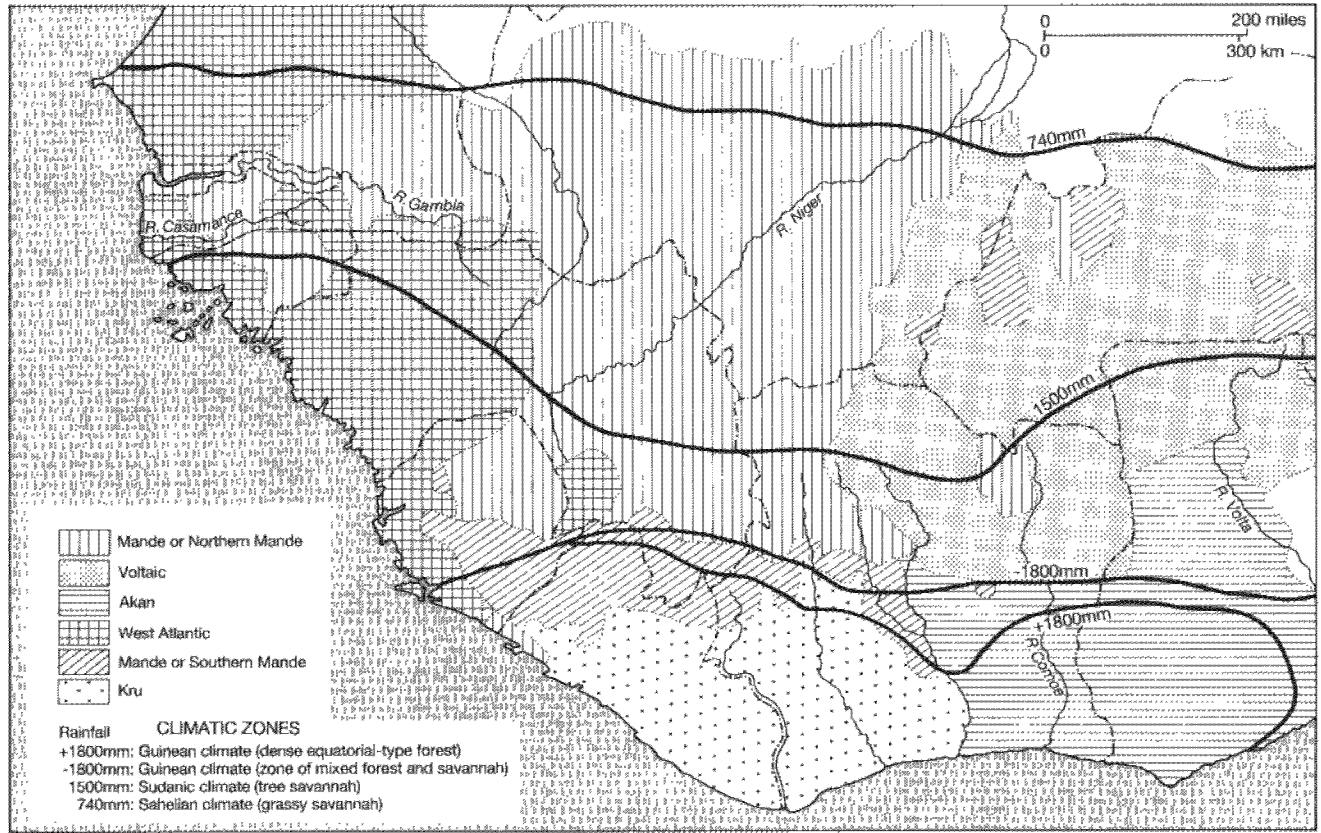 0 200 miles
0 300 km
740mm
R. Gambia
R. Casamance
R. Niger
1500mm
R. Volta
-1800mm
+1800mm
R. Comoe
Mande or Northern Mande
Voltaic
Akan
West Atlantic
Mande or Southern Mande
Kru
Rainfall CLIMATIC ZONES
+1800mm: Guinean climate (dense equatorial-type forest)
-1800mm: Guinean climate (zone of mixed forest and savannah)
1500mm: Sudanic climate (tree savannah)
740mm: Sahelian climate (grassy savannah)